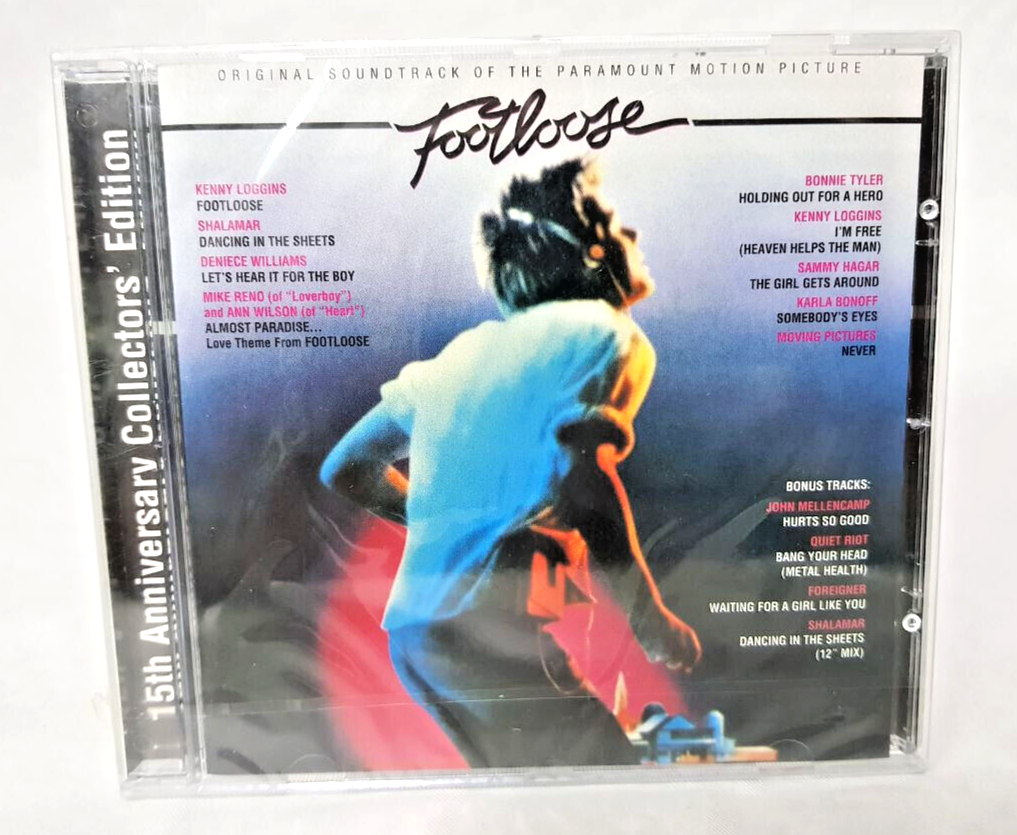 ORIGINAL SOUNDTRACK OF THE PARAMOUNT MOTION PICTURE
Footloose
15th Anniversary Collectors' Edition
KENNY LOGGINS
FOOTLOOSE
SHALAMAR
DANCING IN THE SHEETS
DENIECE WILLIAMS
LET'S HEAR IT FOR THE BOY
MIKE RENO (of "Loverboy")
and ANN WILSON (of "Heart")
ALMOST PARADISE...
Love Theme From FOOTLOOSE
BONNIE TYLER
HOLDING OUT FOR A HERO
KENNY LOGGINS
I'M FREE
(HEAVEN HELPS THE MAN)
SAMMY HAGAR
THE GIRL GETS AROUND
KARLA BONOFF
SOMEBODY'S EYES
MOVING PICTURES
NEVER
BONUS TRACKS:
JOHN MELLENCAMP
HURTS SO GOOD
QUIET RIOT
BANG YOUR HEAD
(METAL HEALTH)
FOREIGNER
WAITING FOR A GIRL LIKE YOU
SHALAMAR
DANCING IN THE SHEETS
(12" MIX)